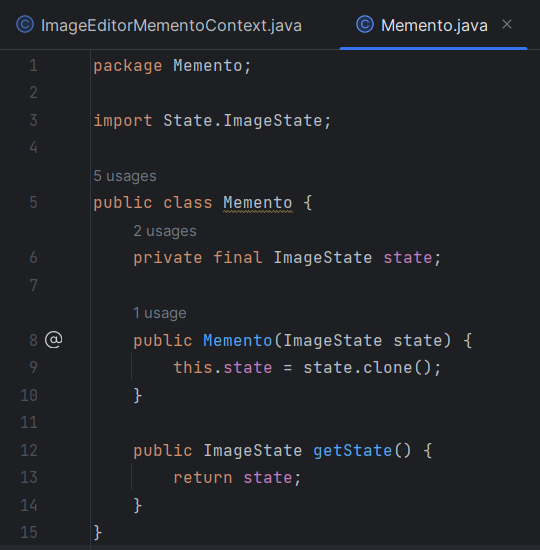 ImageEditorMementoContext.java
Memento.java
1 package Memento;
2
3 import State.ImageState;
4
5 usages
5 public class Memento {
2 usages
6 private final ImageState state;
7
1 usage
8 public Memento(ImageState state) {
9 this.state = state.clone();
10 }
11
12 public ImageState getState() {
13 return state;
14 }
15 }